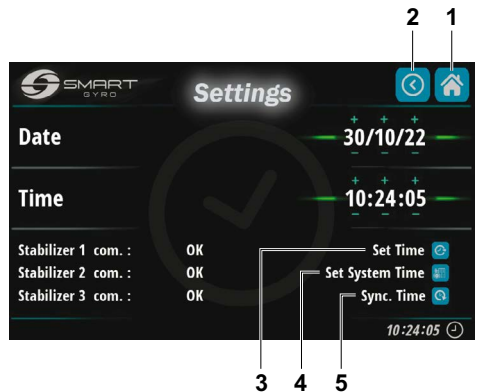 2 1
SMART
GYRO
Settings
Date
+ + +
30/10/22
− − −
Time
+ + +
10:24:05
− − −
Stabilizer 1 com. : OK Set Time
Stabilizer 2 com. : OK Set System Time
Stabilizer 3 com. : OK Sync. Time
10:24:05
3 4 5